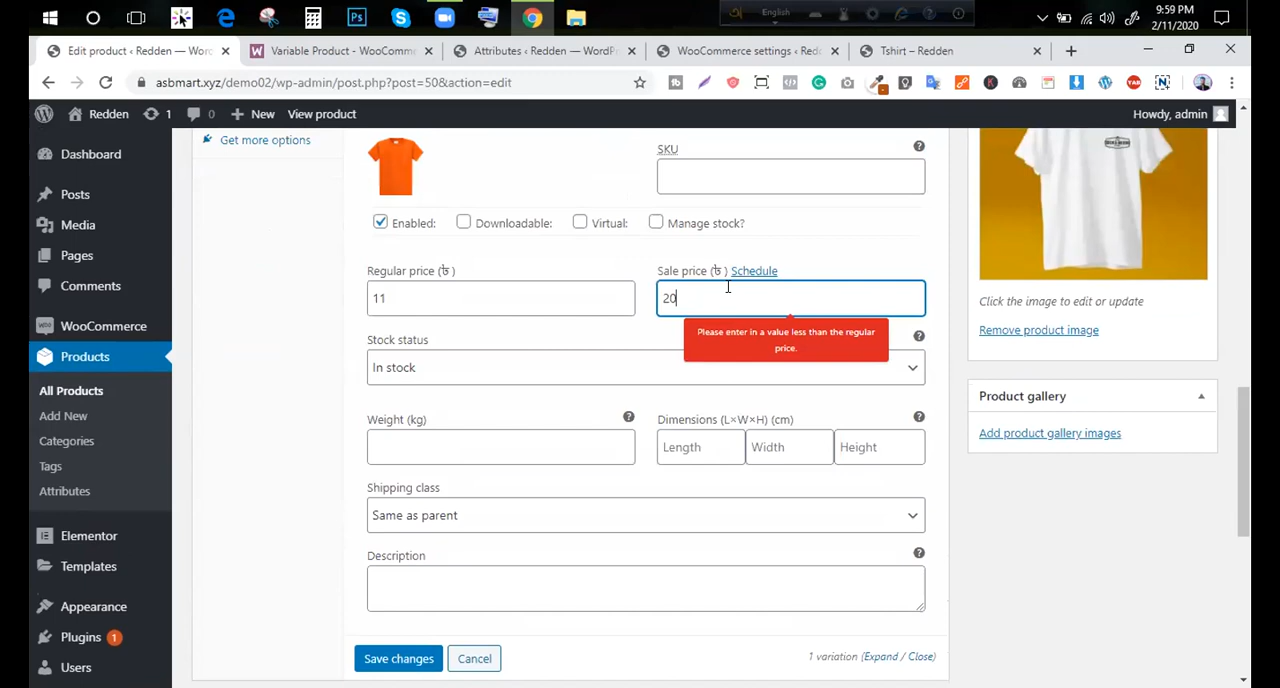 English
9:59 PM
2/11/2020
Edit product ‹ Redden — Wor
Variable Product - WooComm
Attributes ‹ Redden — WordP
WooCommerce settings ‹ Redd
Tshirt – Redden
asbmart.xyz/demo02/wp-admin/post.php?post=50&action=edit
Redden
1
0
New
View product
Howdy, admin
Dashboard
Posts
Media
Pages
Comments
WooCommerce
Products
All Products
Add New
Categories
Tags
Attributes
Elementor
Templates
Appearance
Plugins 1
Users
Get more options
SKU
Enabled:
Downloadable:
Virtual:
Manage stock?
Regular price (৳ )
Sale price (৳ ) Schedule
11
20
Please enter in a value less than the regular
price.
Stock status
In stock
Weight (kg)
Dimensions (L×W×H) (cm)
Length
Width
Height
Shipping class
Same as parent
Description
Save changes
Cancel
1 variation (Expand / Close)
Click the image to edit or update
Remove product image
Product gallery
Add product gallery images